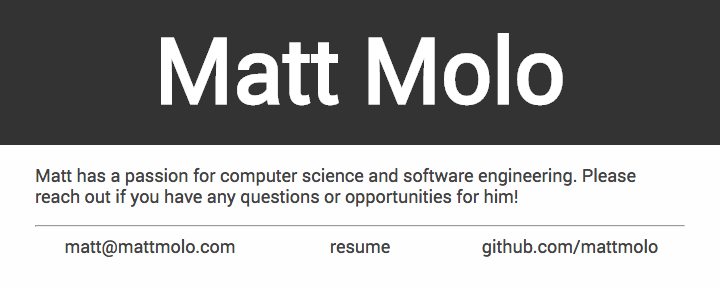 Matt Molo
Matt has a passion for computer science and software engineering. Please
reach out if you have any questions or opportunities for him!
matt@mattmolo.com resume github.com/mattmolo